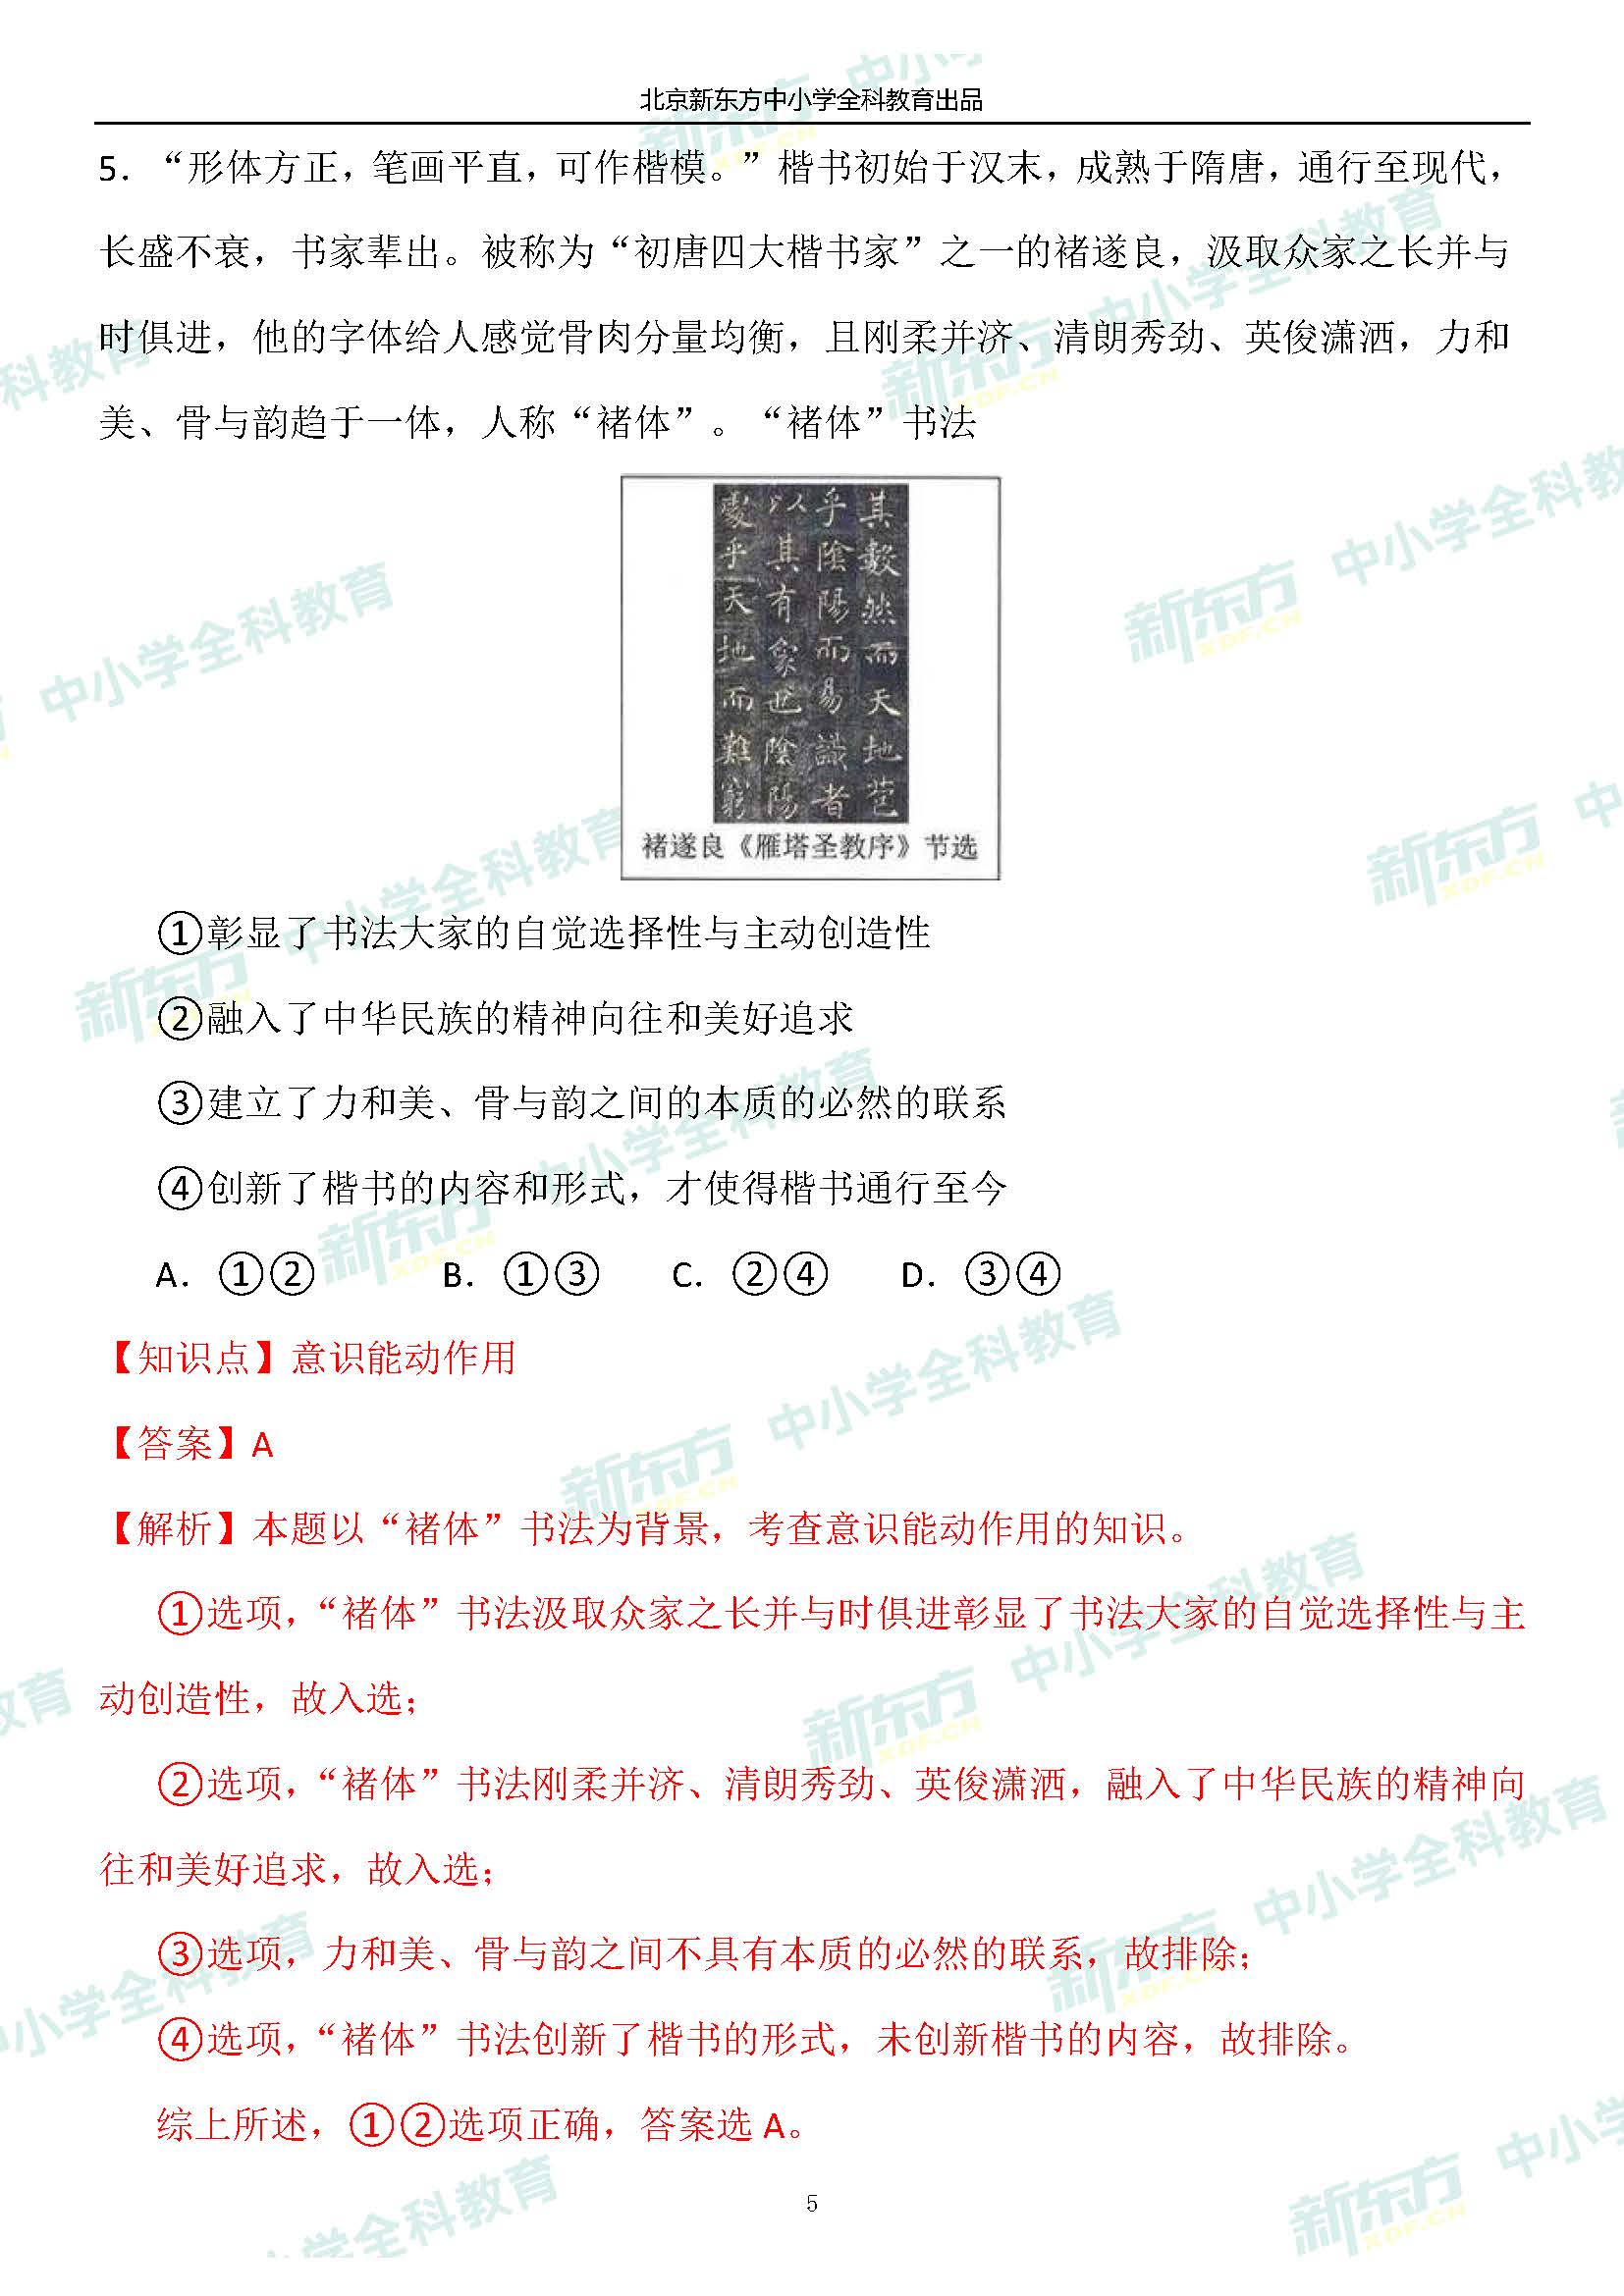 北京新东方中小学全科教育出品
5．“形体方正，笔画平直，可作楷模。”楷书初始于汉末，成熟于隋唐，通行至现代，
长盛不衰，书家辈出。被称为“初唐四大楷书家”之一的褚遂良，汲取众家之长并与
时俱进，他的字体给人感觉骨肉分量均衡，且刚柔并济、清朗秀劲、英俊潇洒，力和
美、骨与韵趋于一体，人称“褚体”。“褚体”书法
其数然而天地苞
乎陰陽而易識者
以其有象也陰陽
處乎天地而難窮
褚遂良《雁塔圣教序》节选
①彰显了书法大家的自觉选择性与主动创造性
②融入了中华民族的精神向往和美好追求
③建立了力和美、骨与韵之间的本质的必然的联系
④创新了楷书的内容和形式，才使得楷书通行至今
A．①② B．①③ C．②④ D．③④
【知识点】意识能动作用
【答案】A
【解析】本题以“褚体”书法为背景，考查意识能动作用的知识。
①选项，“褚体”书法汲取众家之长并与时俱进彰显了书法大家的自觉选择性与主
动创造性，故入选；
②选项，“褚体”书法刚柔并济、清朗秀劲、英俊潇洒，融入了中华民族的精神向
往和美好追求，故入选；
③选项，力和美、骨与韵之间不具有本质的必然的联系，故排除；
④选项，“褚体”书法创新了楷书的形式，未创新楷书的内容，故排除。
综上所述，①②选项正确，答案选 A。
5
新东方 XDF.CN 中小学全科教育